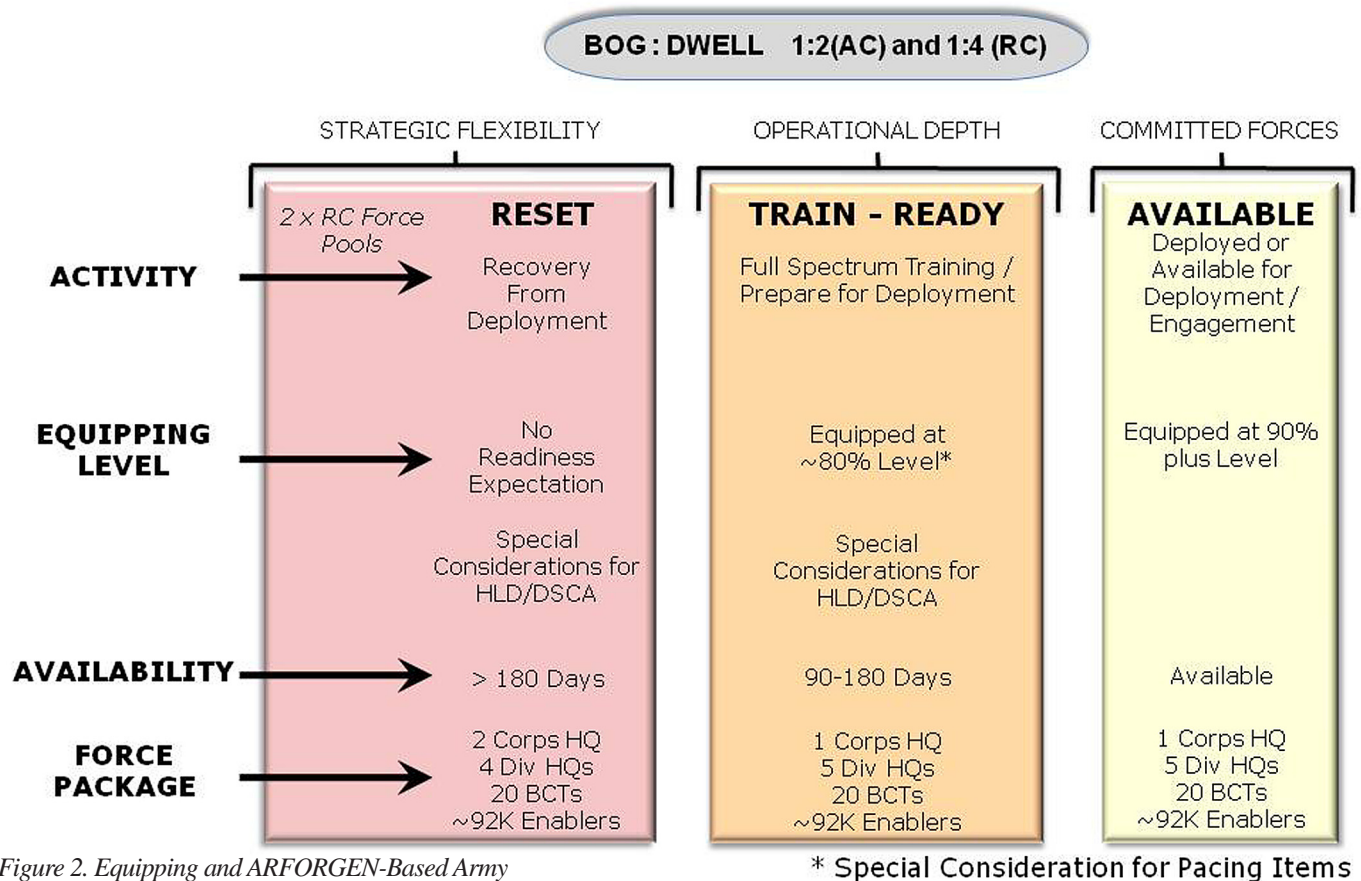 BOG : DWELL 1:2(AC) and 1:4 (RC)
STRATEGIC FLEXIBILITY
OPERATIONAL DEPTH
COMMITTED FORCES
2 x RC Force
Pools
RESET
TRAIN - READY
AVAILABLE
ACTIVITY
Recovery
From
Deployment
Full Spectrum Training /
Prepare for Deployment
Deployed or
Available for
Deployment /
Engagement
EQUIPPING
LEVEL
No
Readiness
Expectation
Equipped at
~80% Level*
Equipped at 90%
plus Level
Special
Considerations for
HLD/DSCA
Special
Considerations for
HLD/DSCA
AVAILABILITY
> 180 Days
90-180 Days
Available
FORCE
PACKAGE
2 Corps HQ
4 Div HQs
20 BCTs
~92K Enablers
1 Corps HQ
5 Div HQs
20 BCTs
~92K Enablers
1 Corps HQ
5 Div HQs
20 BCTs
~92K Enablers
Figure 2. Equipping and ARFORGEN-Based Army
* Special Consideration for Pacing Items